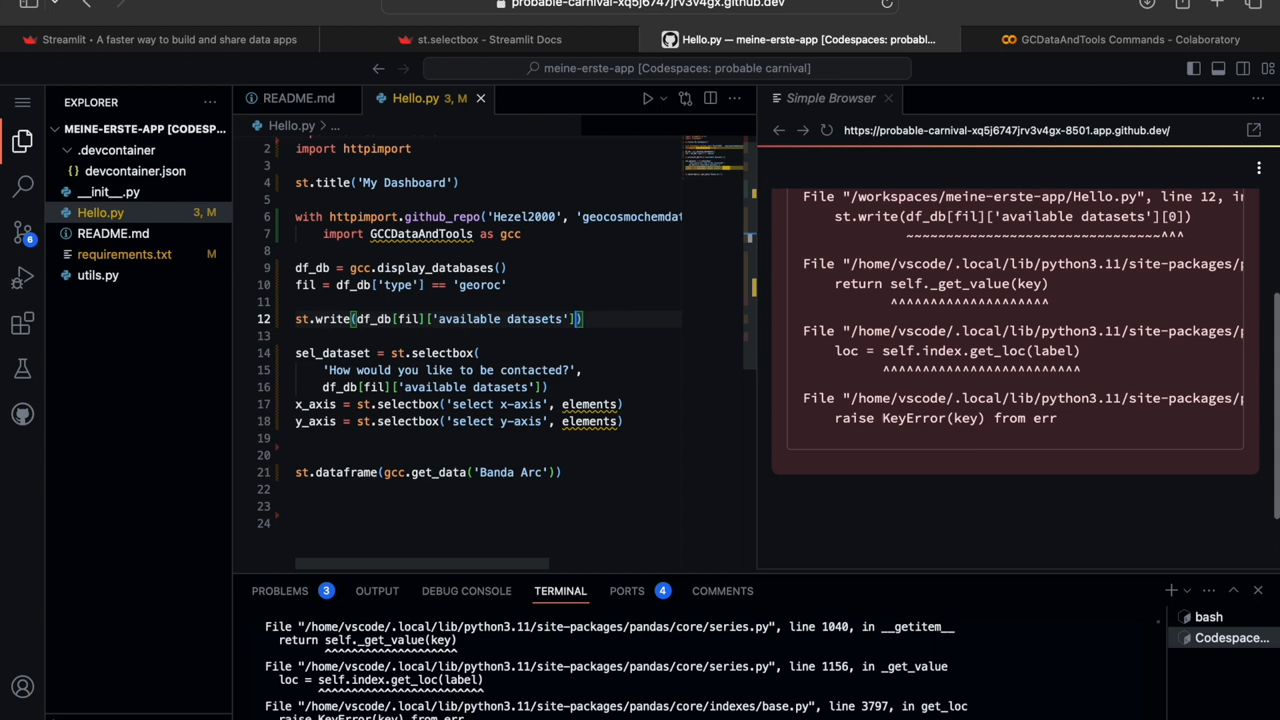 probable-carnival-xq5j6747jrv3v4gx.github.dev
Streamlit • A faster way to build and share data apps
st.selectbox - Streamlit Docs
Hello.py — meine-erste-app [Codespaces: probabl...
GCDataAndTools Commands - Colaboratory
meine-erste-app [Codespaces: probable carnival]
EXPLORER
MEINE-ERSTE-APP [CODESP...
.devcontainer
devcontainer.json
__init__.py
Hello.py 3, M
README.md
requirements.txt M
utils.py
6
README.md
Hello.py 3, M
Hello.py > ...
2 import httpimport
3
4 st.title('My Dashboard')
5
6 with httpimport.github_repo('Hezel2000', 'geocosmochemdat
7 import GCCDataAndTools as gcc
8
9 df_db = gcc.display_databases()
10 fil = df_db['type'] == 'georoc'
11
12 st.write(df_db[fil]['available datasets'])
13
14 sel_dataset = st.selectbox(
15 'How would you like to be contacted?',
16 df_db[fil]['available datasets'])
17 x_axis = st.selectbox('select x-axis', elements)
18 y_axis = st.selectbox('select y-axis', elements)
19
20
21 st.dataframe(gcc.get_data('Banda Arc'))
22
23
24
Simple Browser
https://probable-carnival-xq5j6747jrv3v4gx-8501.app.github.dev/
File "/workspaces/meine-erste-app/Hello.py", line 12, in
st.write(df_db[fil]['available datasets'][0])
~~~~~~~~~~~~~~~~~~~~~~~~~~~~~~~~^^^
File "/home/vscode/.local/lib/python3.11/site-packages/p
return self._get_value(key)
^^^^^^^^^^^^^^^^^^^^
File "/home/vscode/.local/lib/python3.11/site-packages/p
loc = self.index.get_loc(label)
^^^^^^^^^^^^^^^^^^^^^^^^^
File "/home/vscode/.local/lib/python3.11/site-packages/p
raise KeyError(key) from err
PROBLEMS 3 OUTPUT DEBUG CONSOLE TERMINAL PORTS 4 COMMENTS
File "/home/vscode/.local/lib/python3.11/site-packages/pandas/core/series.py", line 1040, in __getitem__
return self._get_value(key)
^^^^^^^^^^^^^^^^^^^^
File "/home/vscode/.local/lib/python3.11/site-packages/pandas/core/series.py", line 1156, in _get_value
loc = self.index.get_loc(label)
^^^^^^^^^^^^^^^^^^^^^^^^^
File "/home/vscode/.local/lib/python3.11/site-packages/pandas/core/indexes/base.py", line 3797, in get_loc
raise KeyError(key) from err
bash
Codespace...